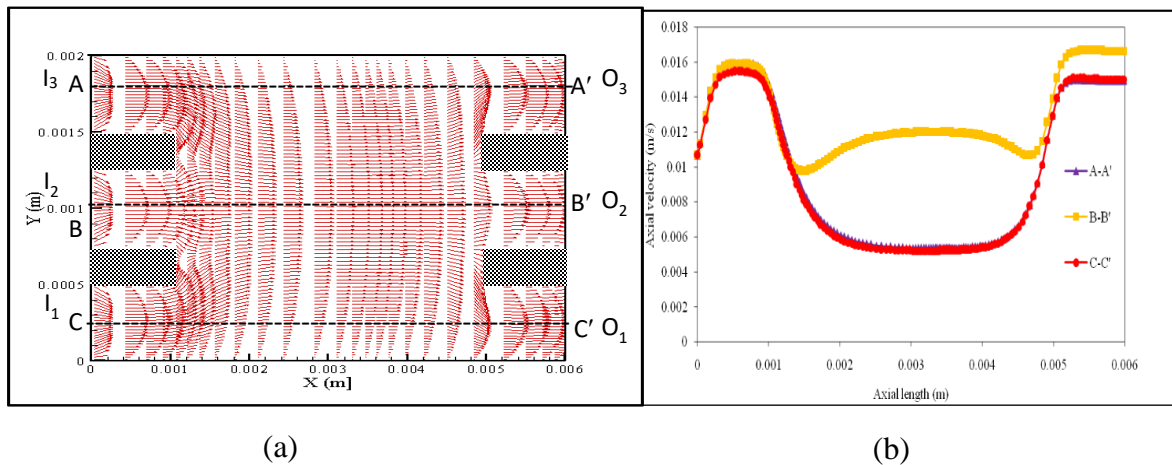 0.002
I3
A
A′ O3
0.0015
I2
Y (m)
0.001
B′ O2
B
0.0005
I1
C
C′ O1
0
0 0.001 0.002 0.003 0.004 0.005 0.006
X (m]
(a)
0.018
0.016
0.014
0.012
0.01
0.008
0.006
0.004
0.002
0
Axial velocity (m/s)
A-A'
B-B'
C-C'
0 0.001 0.002 0.003 0.004 0.005 0.006
Axial length (m)
(b)